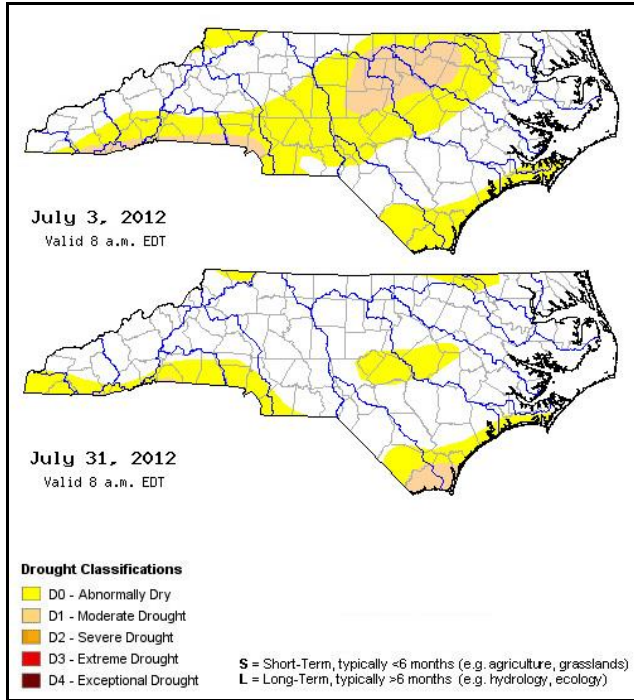 July 3, 2012
Valid 8 a.m. EDT
July 31, 2012
Valid 8 a.m. EDT
Drought Classifications
D0 - Abnormally Dry
D1 - Moderate Drought
D2 - Severe Drought
D3 - Extreme Drought
D4 - Exceptional Drought
S = Short-Term, typically <6 months (e.g. agriculture, grasslands)
L = Long-Term, typically >6 months (e.g. hydrology, ecology)